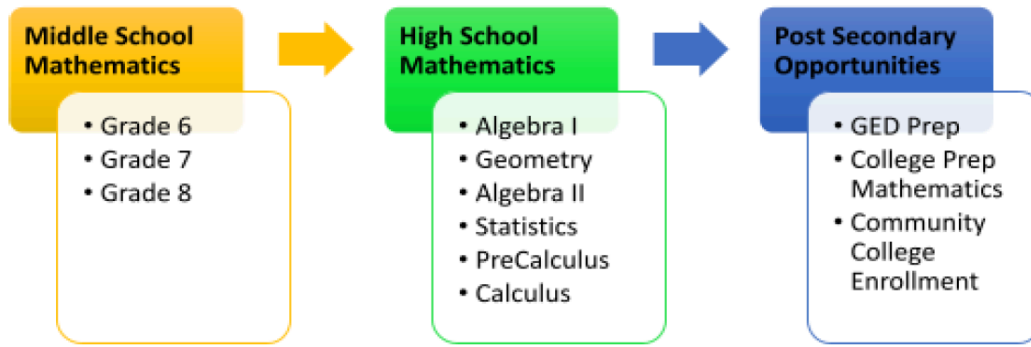 Middle School
Mathematics
• Grade 6
• Grade 7
• Grade 8
High School
Mathematics
• Algebra I
• Geometry
• Algebra II
• Statistics
• PreCalculus
• Calculus
Post Secondary
Opportunities
• GED Prep
• College Prep
Mathematics
• Community
College
Enrollment